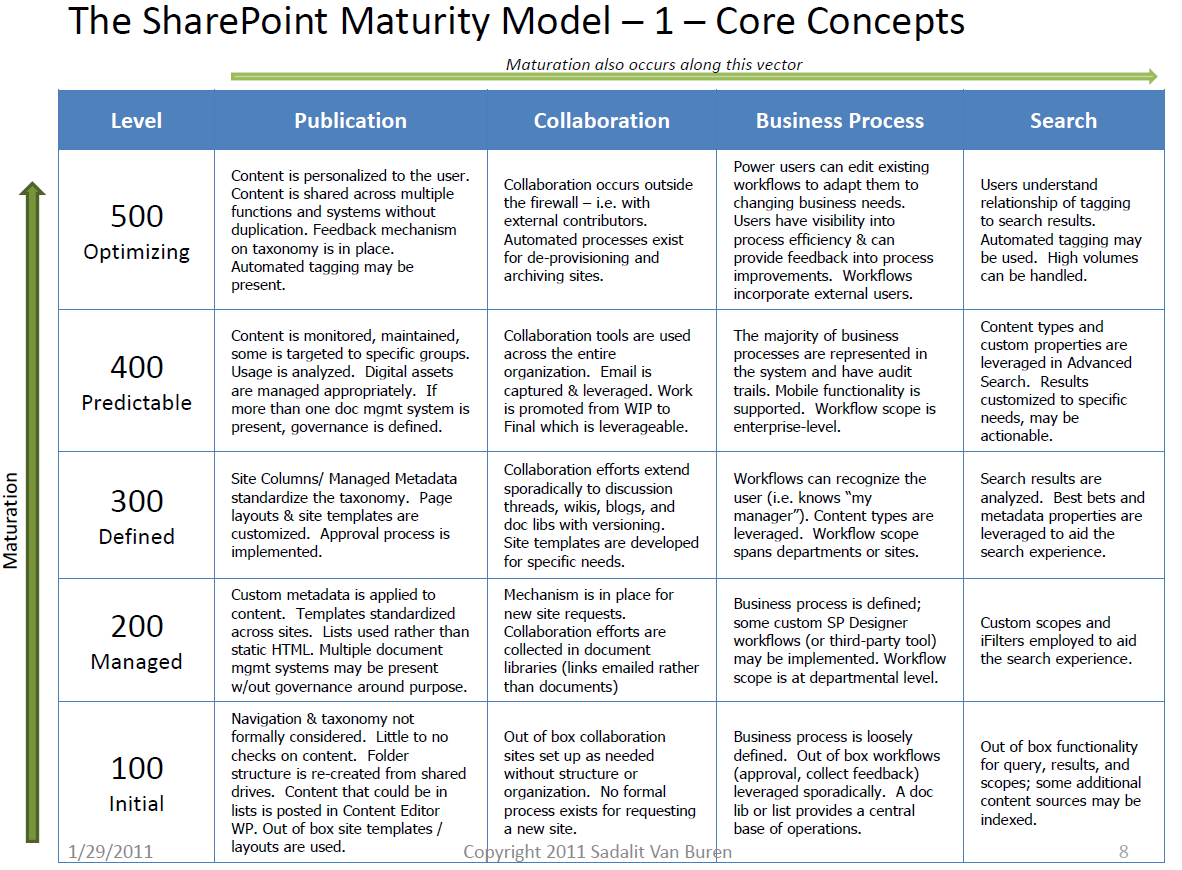 The SharePoint Maturity Model – 1 – Core Concepts
Maturation also occurs along this vector
Level
Publication
Collaboration
Business Process
Search
Maturation
500
Optimizing
Content is personalized to the user.
Content is shared across multiple
functions and systems without
duplication. Feedback mechanism
on taxonomy is in place.
Automated tagging may be
present.
Collaboration occurs outside
the firewall – i.e. with
external contributors.
Automated processes exist
for de-provisioning and
archiving sites.
Power users can edit existing
workflows to adapt them to
changing business needs.
Users have visibility into
process efficiency & can
provide feedback into process
improvements. Workflows
incorporate external users.
Users understand
relationship of tagging
to search results.
Automated tagging may
be used. High volumes
can be handled.
400
Predictable
Content is monitored, maintained,
some is targeted to specific groups.
Usage is analyzed. Digital assets
are managed appropriately. If
more than one doc mgmt system is
present, governance is defined.
Collaboration tools are used
across the entire
organization. Email is
captured & leveraged. Work
is promoted from WIP to
Final which is leverageable.
The majority of business
processes are represented in
the system and have audit
trails. Mobile functionality is
supported. Workflow scope is
enterprise-level.
Content types and
custom properties are
leveraged in Advanced
Search. Results
customized to specific
needs, may be
actionable.
300
Defined
Site Columns/ Managed Metadata
standardize the taxonomy. Page
layouts & site templates are
customized. Approval process is
implemented.
Collaboration efforts extend
sporadically to discussion
threads, wikis, blogs, and
doc libs with versioning.
Site templates are developed
for specific needs.
Workflows can recognize the
user (i.e. knows “my
manager”). Content types are
leveraged. Workflow scope
spans departments or sites.
Search results are
analyzed. Best bets and
metadata properties are
leveraged to aid the
search experience.
200
Managed
Custom metadata is applied to
content. Templates standardized
across sites. Lists used rather than
static HTML. Multiple document
mgmt systems may be present
w/out governance around purpose.
Mechanism is in place for
new site requests.
Collaboration efforts are
collected in document
libraries (links emailed rather
than documents)
Business process is defined;
some custom SP Designer
workflows (or third-party tool)
may be implemented. Workflow
scope is at departmental level.
Custom scopes and
iFilters employed to aid
the search experience.
100
Initial
Navigation & taxonomy not
formally considered. Little to no
checks on content. Folder
structure is re-created from shared
drives. Content that could be in
lists is posted in Content Editor
WP. Out of box site templates /
layouts are used.
Out of box collaboration
sites set up as needed
without structure or
organization. No formal
process exists for requesting
a new site.
Business process is loosely
defined. Out of box workflows
(approval, collect feedback)
leveraged sporadically. A doc
lib or list provides a central
base of operations.
Out of box functionality
for query, results, and
scopes; some additional
content sources may be
indexed.
1/29/2011
Copyright 2011 Sadalit Van Buren
8